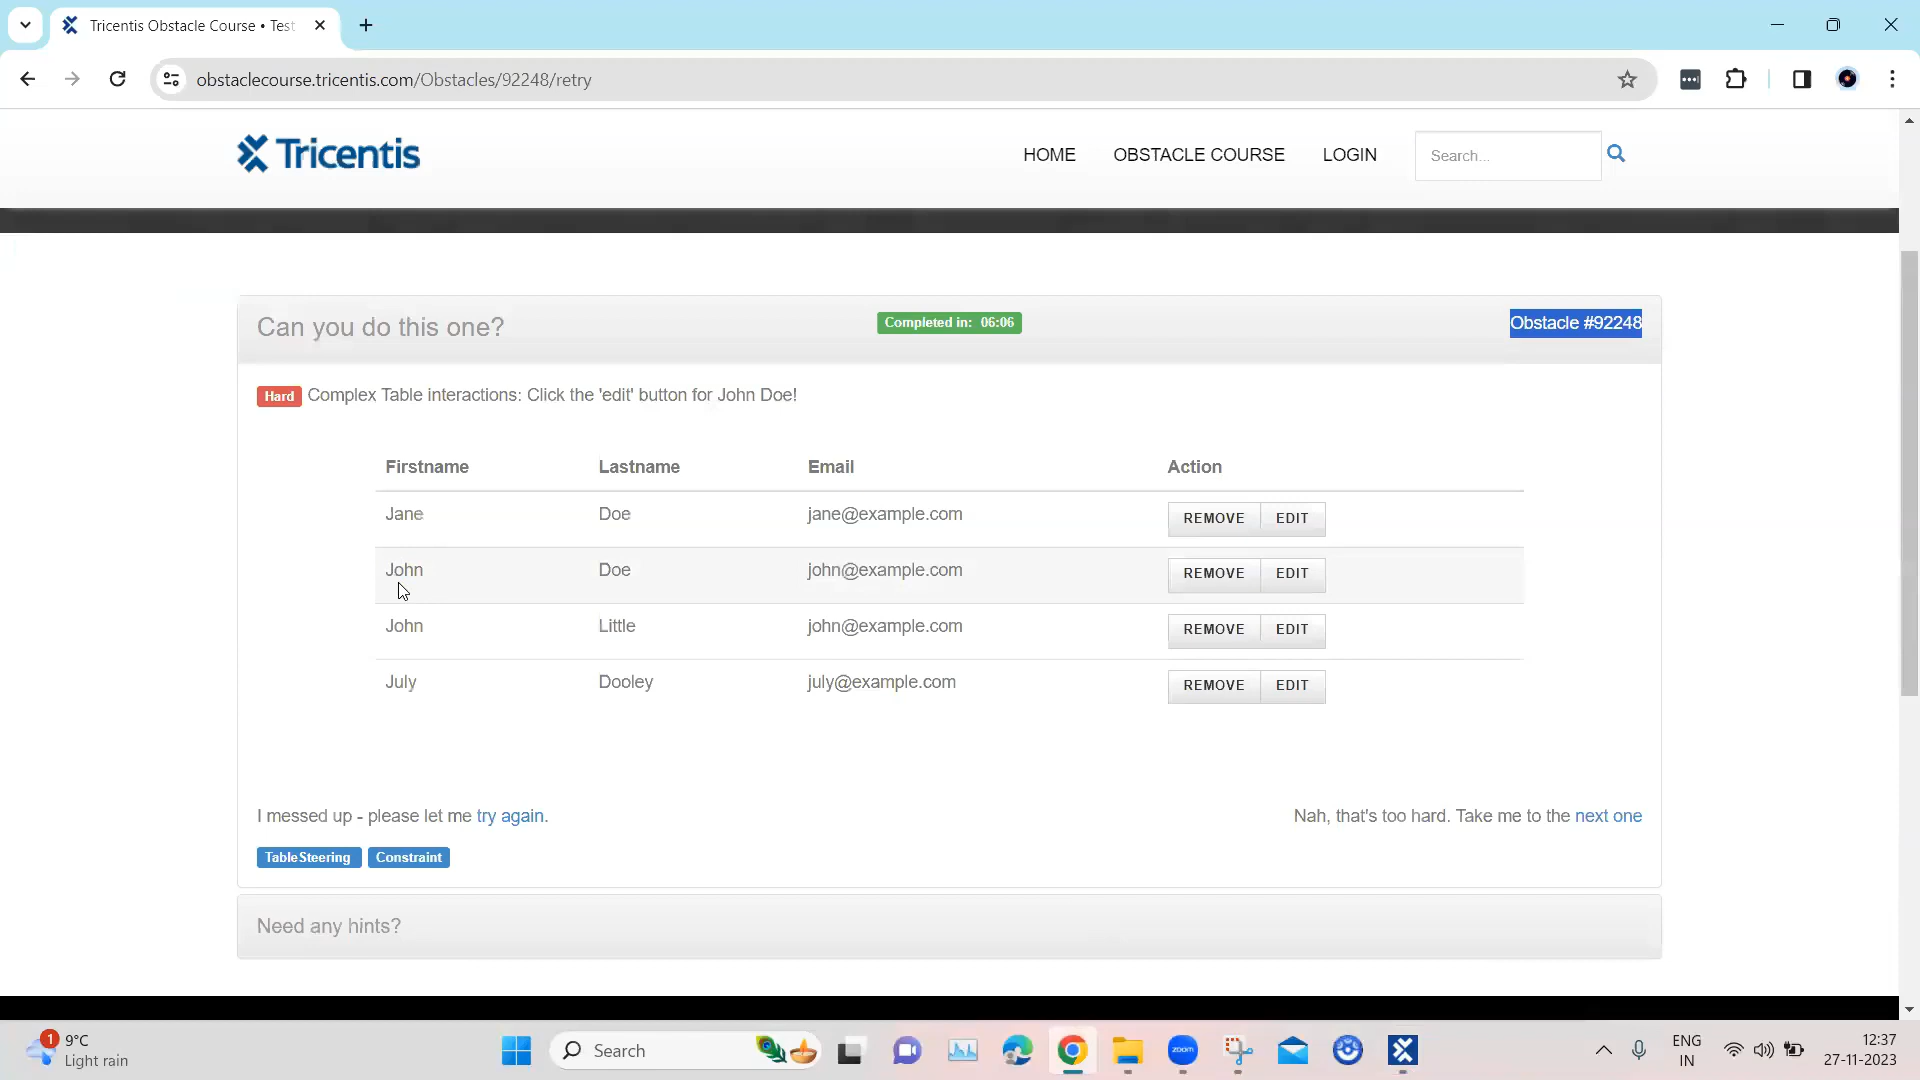 Tricentis Obstacle Course • Test
obstaclecourse.tricentis.com/Obstacles/92248/retry
Tricentis
HOME OBSTACLE COURSE LOGIN Search...
Can you do this one? Completed in: 06:06 Obstacle #92248
Hard Complex Table interactions: Click the 'edit' button for John Doe!
Firstname Lastname Email Action
Jane Doe jane@example.com REMOVE EDIT
John Doe john@example.com REMOVE EDIT
John Little john@example.com REMOVE EDIT
July Dooley july@example.com REMOVE EDIT
I messed up - please let me try again. Nah, that's too hard. Take me to the next one
TableSteering Constraint
Need any hints?
1 9°C Search zoom ENG 12:37
Light rain IN 27-11-2023